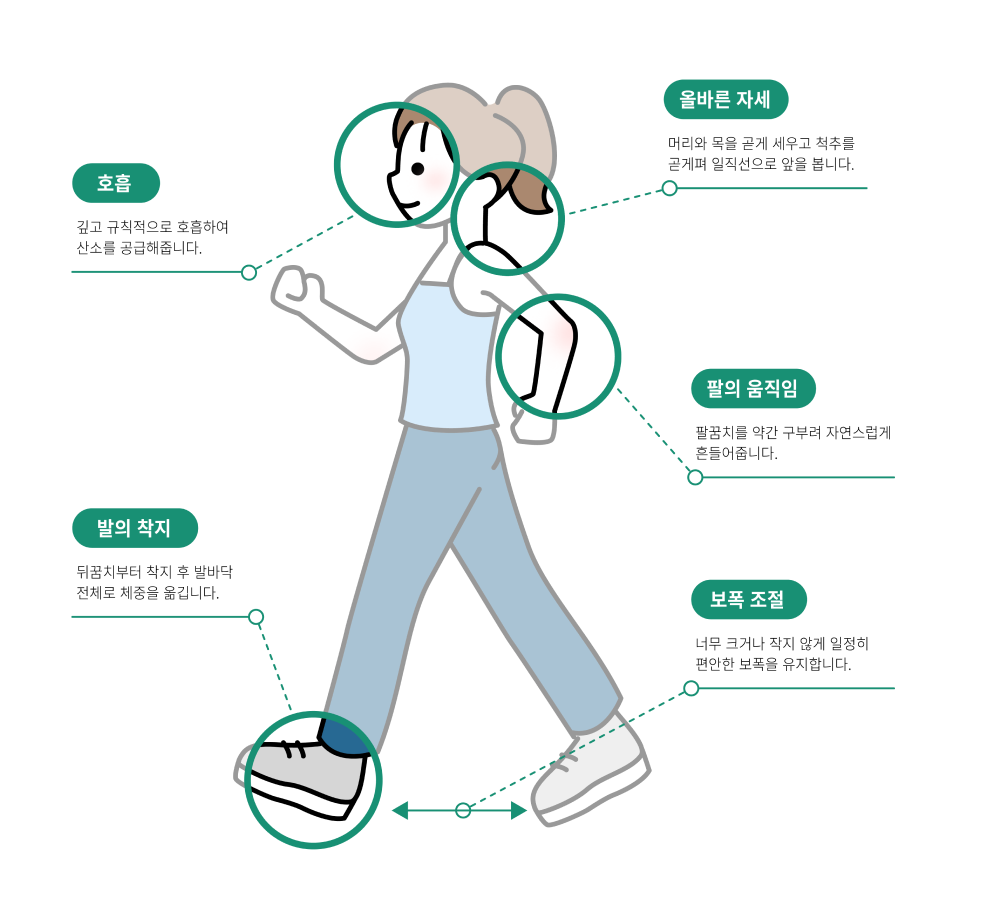 올바른 자세
머리와 목을 곧게 세우고 척추를
곧게펴 일직선으로 앞을 봅니다.
호흡
깊고 규칙적으로 호흡하여
산소를 공급해줍니다.
팔의 움직임
팔꿈치를 약간 구부려 자연스럽게
흔들어줍니다.
발의 착지
뒤꿈치부터 착지 후 발바닥
전체로 체중을 옮깁니다.
보폭 조절
너무 크거나 작지 않게 일정히
편안한 보폭을 유지합니다.